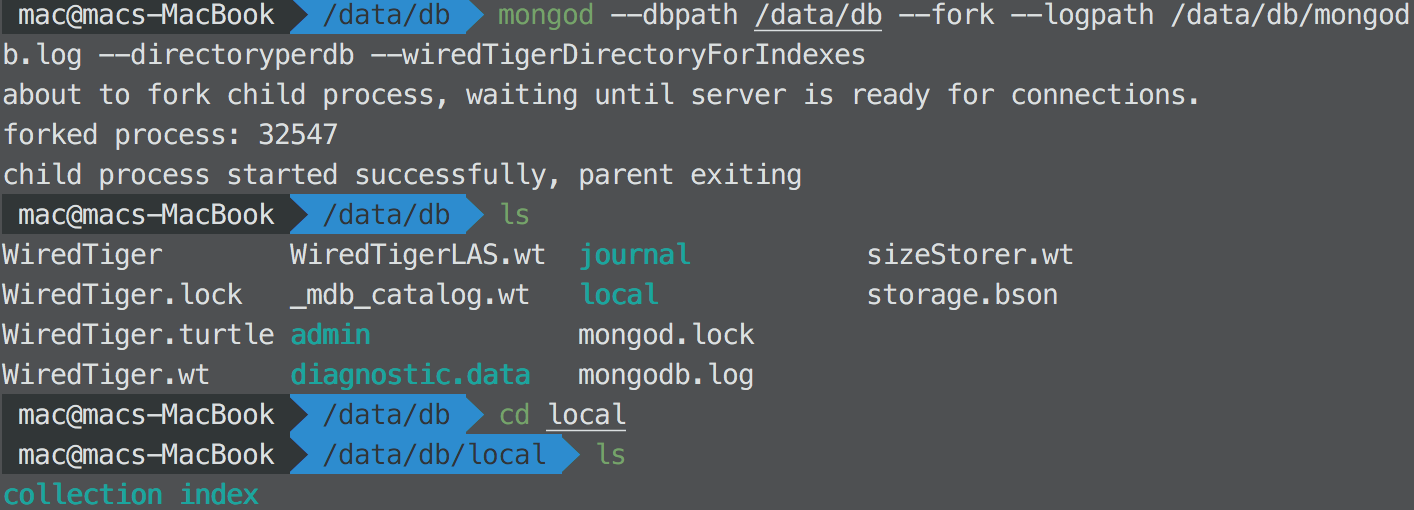 mac@macs-MacBook /data/db mongod --dbpath /data/db --fork --logpath /data/db/mongod
b.log --directoryperdb --wiredTigerDirectoryForIndexes
about to fork child process, waiting until server is ready for connections.
forked process: 32547
child process started successfully, parent exiting
mac@macs-MacBook /data/db ls
WiredTiger WiredTigerLAS.wt journal sizeStorer.wt
WiredTiger.lock _mdb_catalog.wt local storage.bson
WiredTiger.turtle admin mongod.lock
WiredTiger.wt diagnostic.data mongodb.log
mac@macs-MacBook /data/db cd local
mac@macs-MacBook /data/db/local ls
collection index